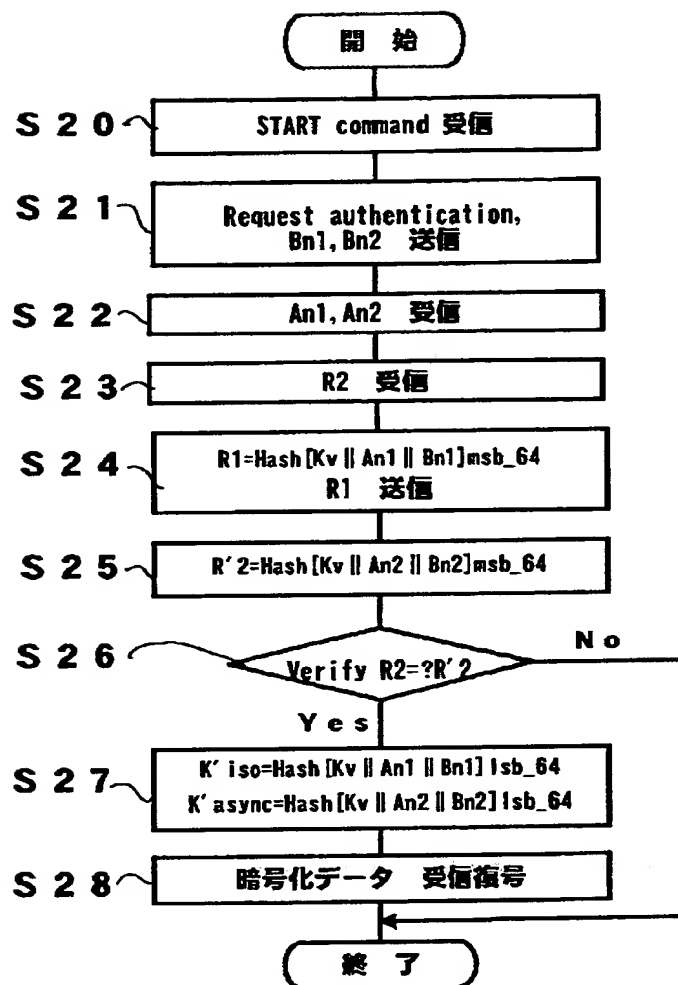 開 始
S20
START command 受信
S21
Request authentication,
Bn1,Bn2 送信
S22
An1,An2 受信
S23
R2 受信
S24
R1=Hash[Kv‖An1‖Bn1]msb_64
R1 送信
S25
R'2=Hash[Kv‖An2‖Bn2]msb_64
S26
Verify R2=?R'2
No
Yes
S27
K'iso=Hash[Kv‖An1‖Bn1]lsb_64
K'async=Hash[Kv‖An2‖Bn2]lsb_64
S28
暗号化データ 受信復号
終 了